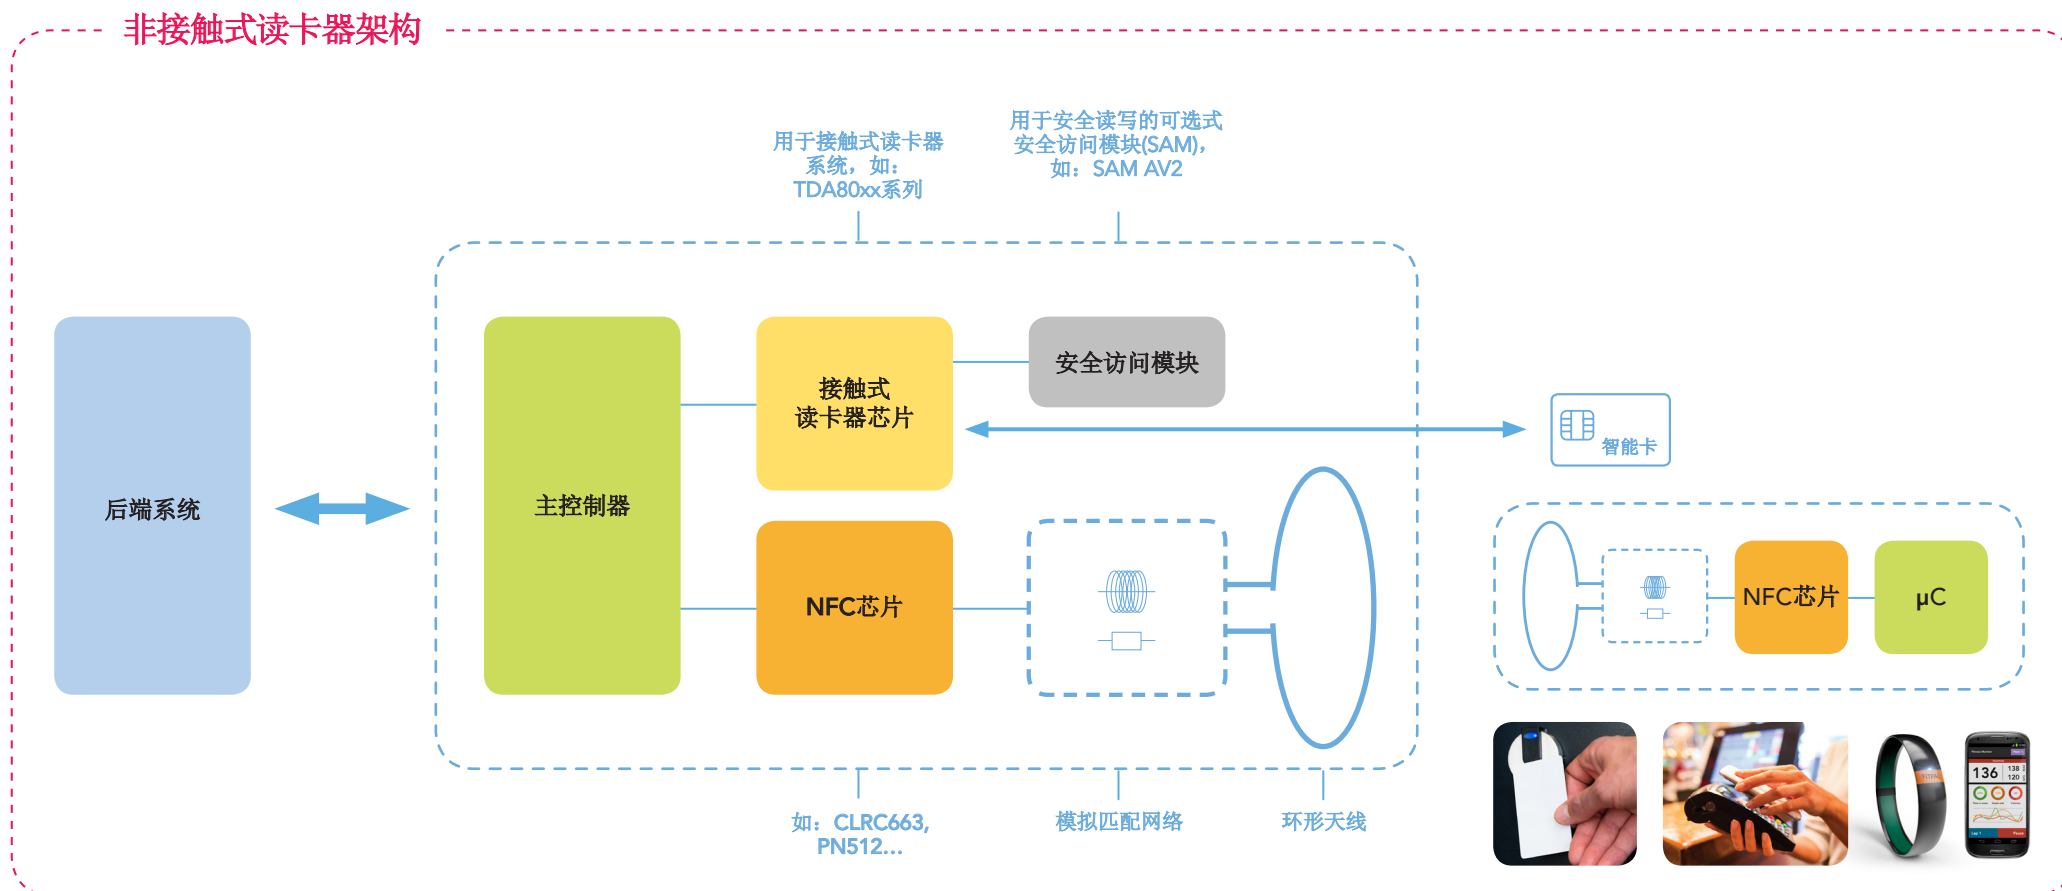 非接触式读卡器架构
用于接触式读卡器
系统，如：
TDA80xx系列
用于安全读写的可选式
安全访问模块(SAM)，
如：SAM AV2
后端系统
主控制器
接触式
读卡器芯片
安全访问模块
NFC芯片
智能卡
NFC芯片
µC
如：CLRC663,
PN512...
模拟匹配网络
环形天线
136
138
120